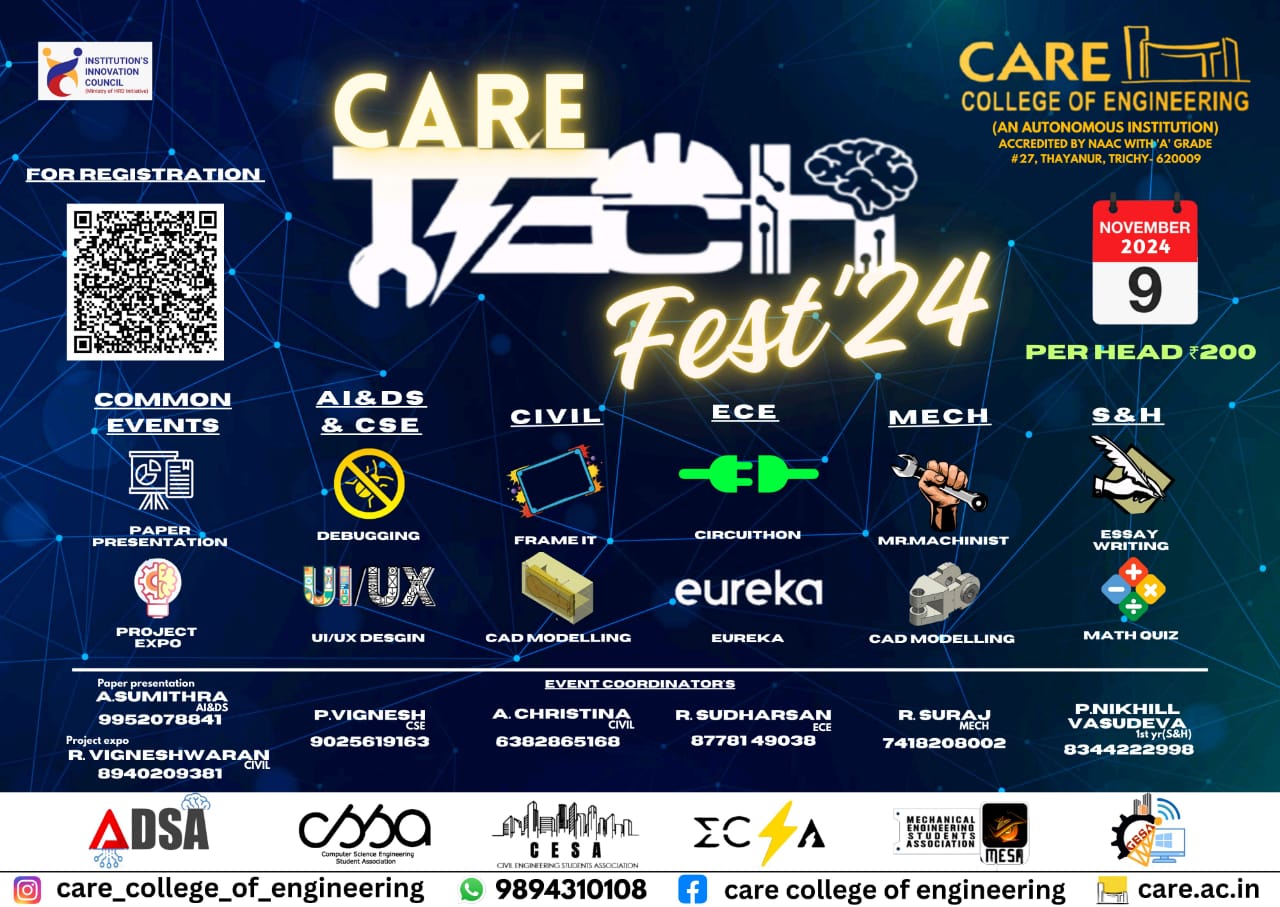 INSTITUTION'S
INNOVATION
COUNCIL
(Ministry of HRD Initiative)
CARE
TECH
Fest'24
CARE
COLLEGE OF ENGINEERING
(AN AUTONOMOUS INSTITUTION)
ACCREDITED BY NAAC WITH 'A' GRADE
#27, THAYANUR, TRICHY- 620009
FOR REGISTRATION
NOVEMBER
2024
9
PER HEAD ₹200
COMMON
EVENTS
PAPER
PRESENTATION
PROJECT
EXPO
AI&DS
& CSE
DEBUGGING
UI/UX
UI/UX DESGIN
CIVIL
FRAME IT
CAD MODELLING
ECE
CIRCUITHON
eureka
EUREKA
MECH
MR.MACHINIST
CAD MODELLING
S&H
ESSAY
WRITING
MATH QUIZ
EVENT COORDINATOR'S
Paper presentation
A.SUMITHRA
AI&DS
9952078841
Project expo
R. VIGNESHWARAN
CIVIL
8940209381
P.VIGNESH
CSE
9025619163
A. CHRISTINA
CIVIL
6382865168
R. SUDHARSAN
ECE
87781 49038
R. SURAJ
MECH
7418208002
P.NIKHILL
VASUDEVA
1st yr(S&H)
8344222998
ADSA
cssa
Computer Science Engineering
Student Association
CESA
CIVIL ENGINEERING STUDENTS ASSOCIATION
ΣC⚡A
MECHANICAL
ENGINEERING
STUDENTS
ASSOCIATION
MESA
GESA
care_college_of_engineering
9894310108
care college of engineering
care.ac.in